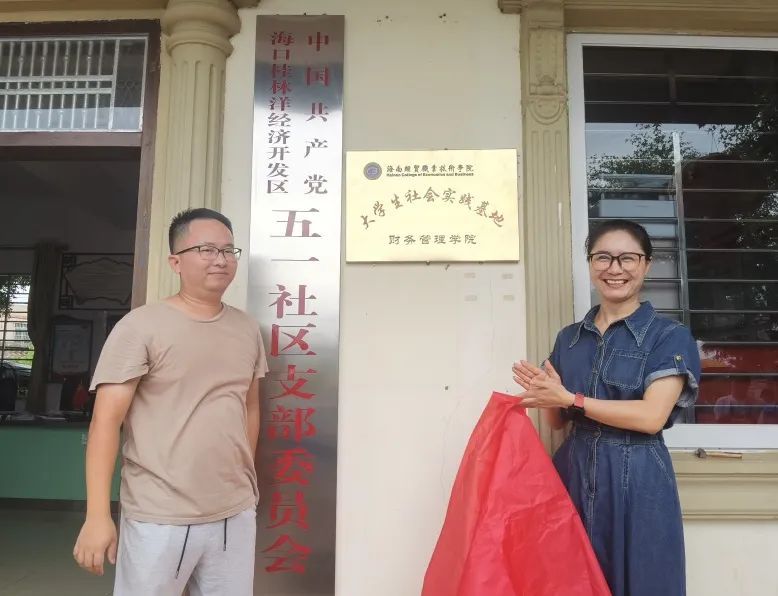 中国共产党
海口桂林洋经济开发区
五一社区支部委员会
海南经贸职业技术学院
Hainan College of Economics and Business
大学生社会实践基地
财务管理学院